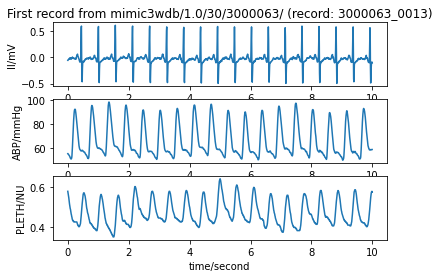 First record from mimic3wdb/1.0/30/3000063/ (record: 3000063_0013)
II/mV
0.5
0.0
−0.5
0 2 4 6 8 10
ABP/mmHg
100
80
60
0 2 4 6 8 10
PLETH/NU
0.6
0.4
0 2 4 6 8 10
time/second